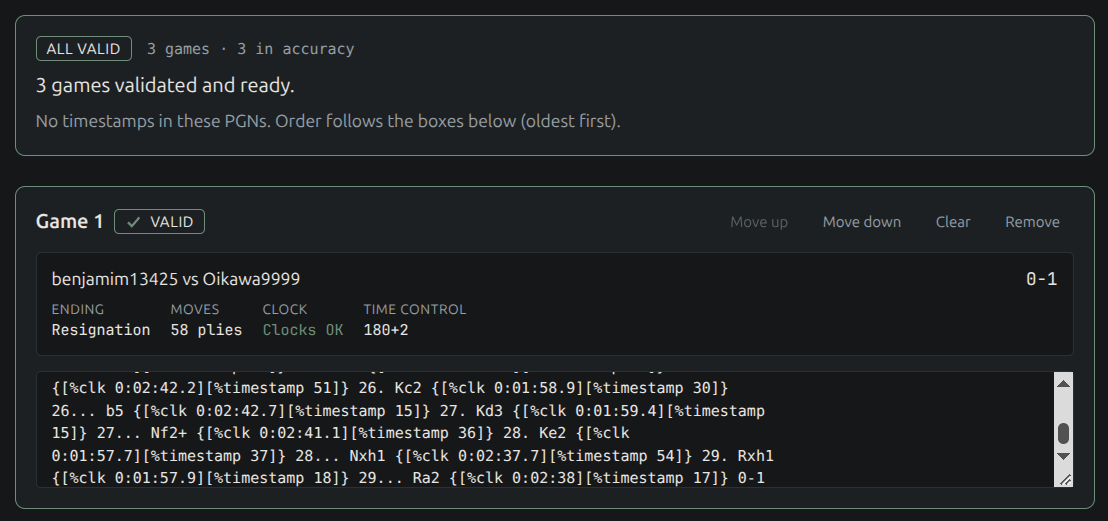 ALL VALID 3 games · 3 in accuracy
3 games validated and ready.
No timestamps in these PGNs. Order follows the boxes below (oldest first).
Game 1 ✓ VALID Move up Move down Clear Remove
benjamim13425 vs Oikawa9999 0-1
ENDING MOVES CLOCK TIME CONTROL
Resignation 58 plies Clocks OK 180+2
{[%clk 0:02:42.2][%timestamp 51]} 26. Kc2 {[%clk 0:01:58.9][%timestamp 30]}
26... b5 {[%clk 0:02:42.7][%timestamp 15]} 27. Kd3 {[%clk 0:01:59.4][%timestamp
15]} 27... Nf2+ {[%clk 0:02:41.1][%timestamp 36]} 28. Ke2 {[%clk
0:01:57.7][%timestamp 37]} 28... Nxh1 {[%clk 0:02:37.7][%timestamp 54]} 29. Rxh1
{[%clk 0:01:57.9][%timestamp 18]} 29... Ra2 {[%clk 0:02:38][%timestamp 17]} 0-1